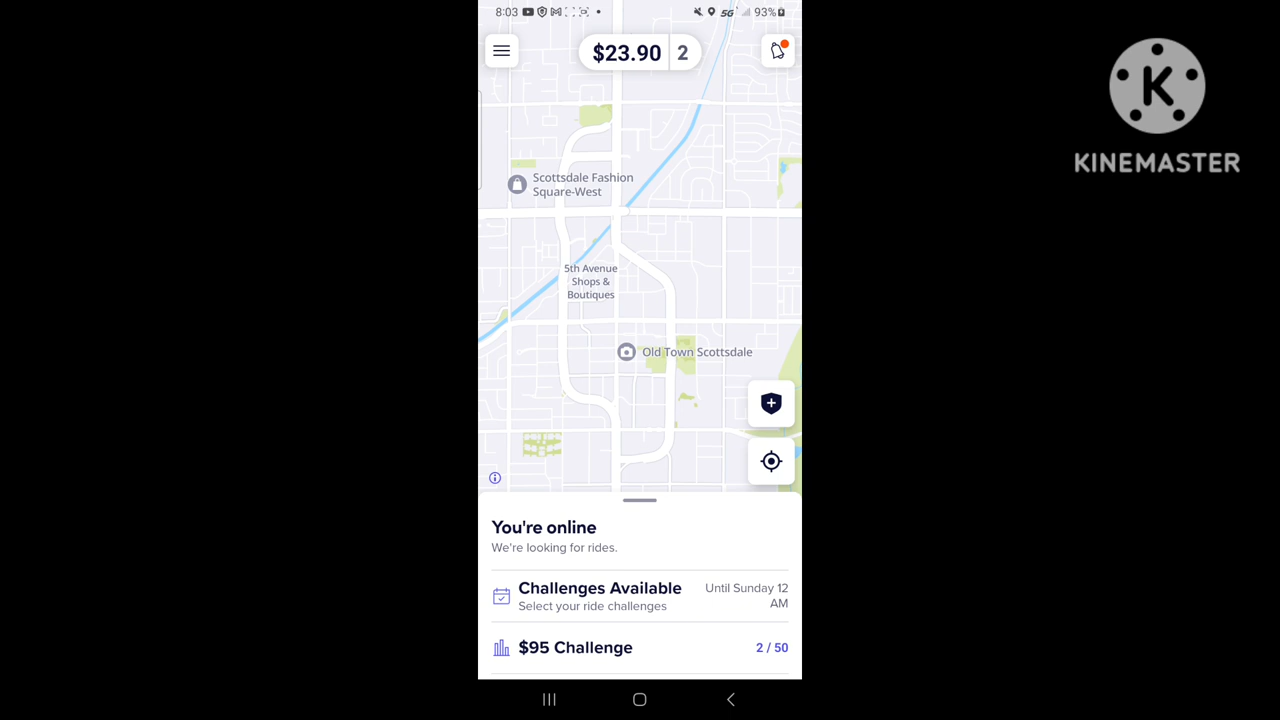 8:03
5G
93%
$23.90 2
K
KINEMASTER
Scottsdale Fashion
Square-West
5th Avenue
Shops &
Boutiques
Old Town Scottsdale
You're online
We're looking for rides.
Challenges Available
Select your ride challenges
Until Sunday 12
AM
$95 Challenge
2 / 50